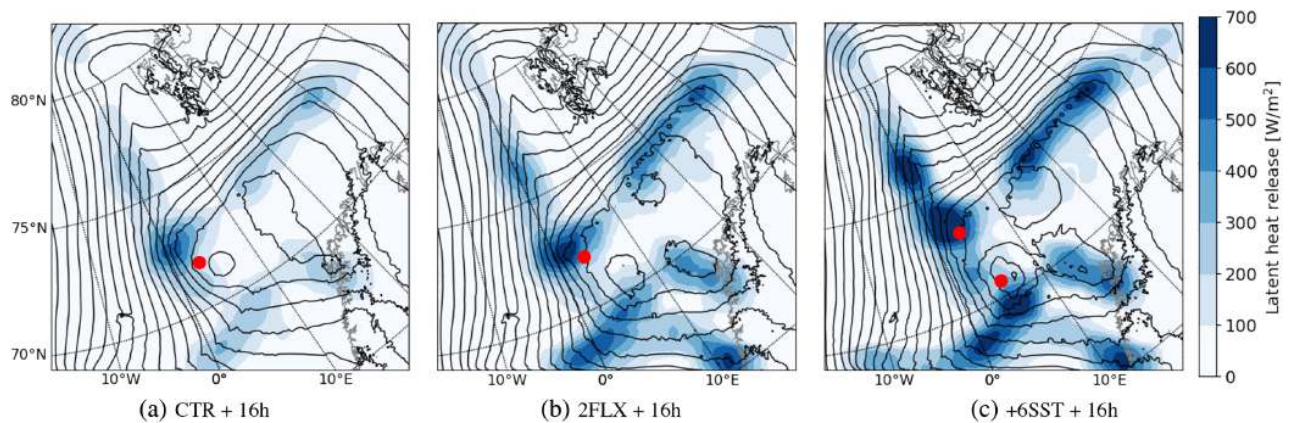 80°N
75°N
70°N
10°W
0°
10°E
10°W
0°
10°E
10°W
0°
10°E
700
600
500
400
300
200
100
0
Latent heat release [W/m²]
(a) CTR + 16h
(b) 2FLX + 16h
(c) +6SST + 16h